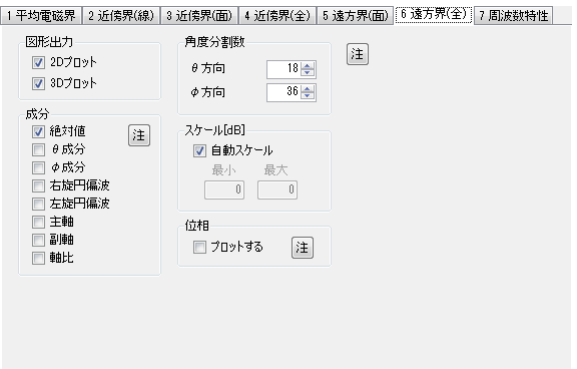 1 平均電磁界 2 近傍界(線) 3 近傍界(面) 4 近傍界(全) 5 遠方界(面) 6 遠方界(全) 7 周波数特性
図形出力
2Dプロット
3Dプロット
成分
絶対値 注
θ成分
φ成分
右旋円偏波
左旋円偏波
主軸
副軸
軸比
角度分割数
θ方向 18
φ方向 36
注
スケール[dB]
自動スケール
最小 最大
0 0
位相
プロットする 注